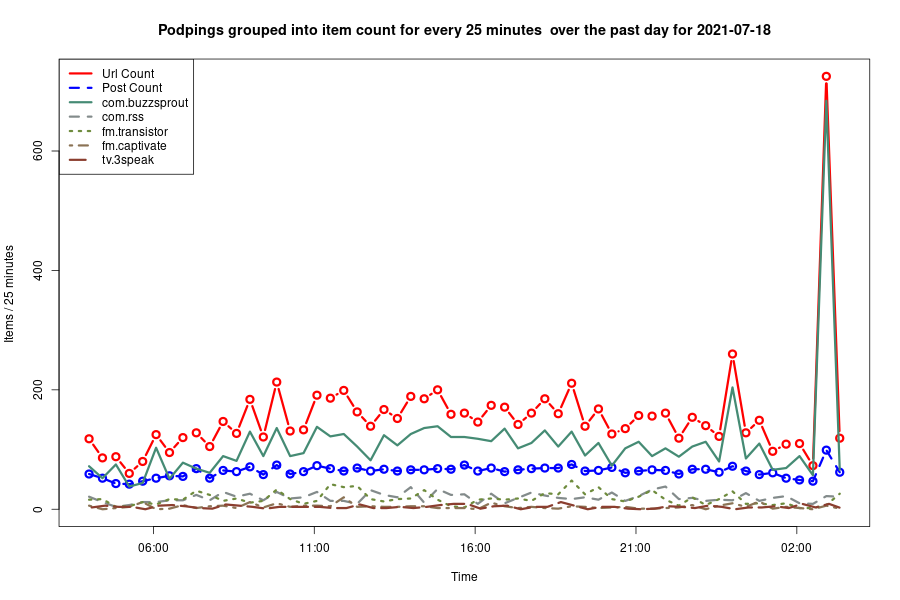 Podpings grouped into item count for every 25 minutes  over the past day for 2021-07-18
Url Count
Post Count
com.buzzsprout
com.rss
fm.transistor
fm.captivate
tv.3speak
Items / 25 minutes
600
400
200
0
06:00
11:00
16:00
21:00
02:00
Time